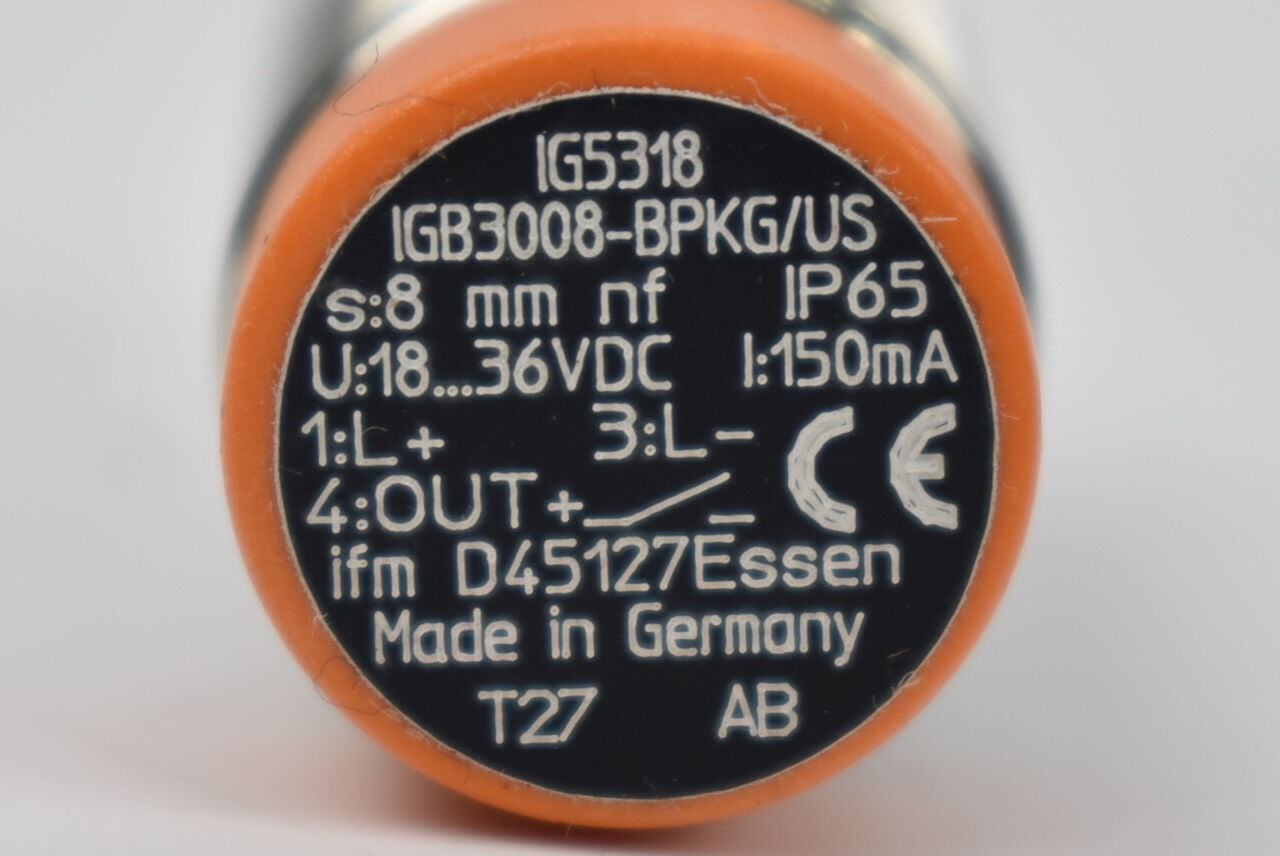 IG5318
IGB3008-BPKG/US
s:8 mm nf IP65
U:18...36VDC I:150mA
1:L+ 3:L- CE
4:OUT+ -
ifm D45127Essen
Made in Germany
T27 AB